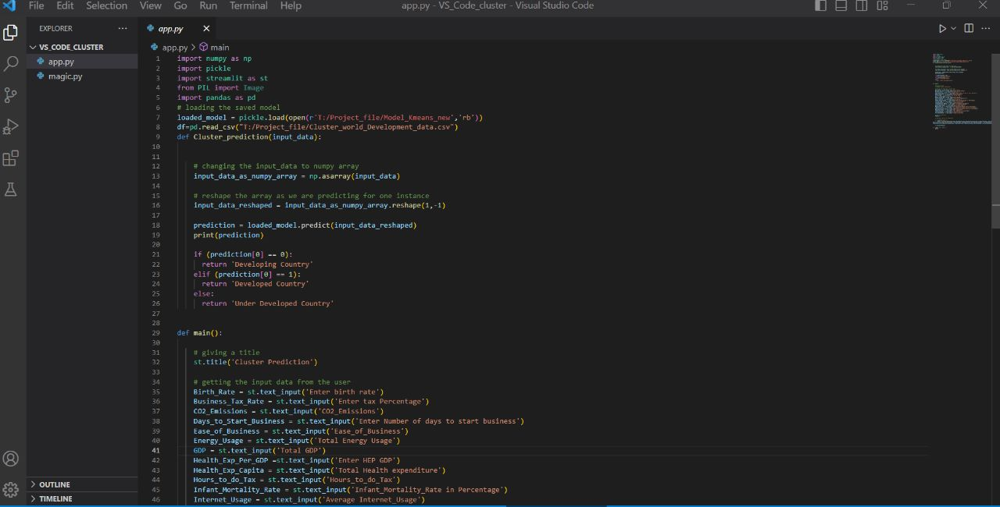 File Edit Selection View Go Run Terminal Help
app.py - VS_Code_cluster - Visual Studio Code
EXPLORER ...
VS_CODE_CLUSTER
app.py
magic.py
OUTLINE
TIMELINE
app.py
app.py > main
1 import numpy as np
2 import pickle
3 import streamlit as st
4 from PIL import Image
5 import pandas as pd
6 # loading the saved model
7 loaded_model = pickle.load(open(r'T:/Project_file/Model_Kmeans_new','rb'))
8 df=pd.read_csv("T:/Project_file/Cluster_world_Development_data.csv")
9 def Cluster_prediction(input_data):
10
11
12 # changing the input_data to numpy array
13 input_data_as_numpy_array = np.asarray(input_data)
14
15 # reshape the array as we are predicting for one instance
16 input_data_reshaped = input_data_as_numpy_array.reshape(1,-1)
17
18 prediction = loaded_model.predict(input_data_reshaped)
19 print(prediction)
20
21 if (prediction[0] == 0):
22 return 'Developing Country'
23 elif (prediction[0] == 1):
24 return 'Developed Country'
25 else:
26 return 'Under Developed Country'
27
28
29 def main():
30
31 # giving a title
32 st.title('Cluster Prediction')
33
34 # getting the input data from the user
35 Birth_Rate = st.text_input('Enter birth rate')
36 Business_Tax_Rate = st.text_input('Enter tax Percentage')
37 CO2_Emissions = st.text_input('CO2_Emissions')
38 Days_to_Start_Business = st.text_input('Enter Number of days to start business')
39 Ease_of_Business = st.text_input('Ease_of_Business')
40 Energy_Usage = st.text_input('Total Energy Usage')
41 GDP = st.text_input('Total GDP')
42 Health_Exp_Per_GDP =st.text_input('Enter HEP GDP')
43 Health_Exp_Capita = st.text_input('Total Health expenditure')
44 Hours_to_do_Tax = st.text_input('Hours_to_do_Tax')
45 Infant_Mortality_Rate = st.text_input('Infant_Mortality_Rate in Percentage')
46 Internet_Usage = st.text_input('Average Internet_Usage')